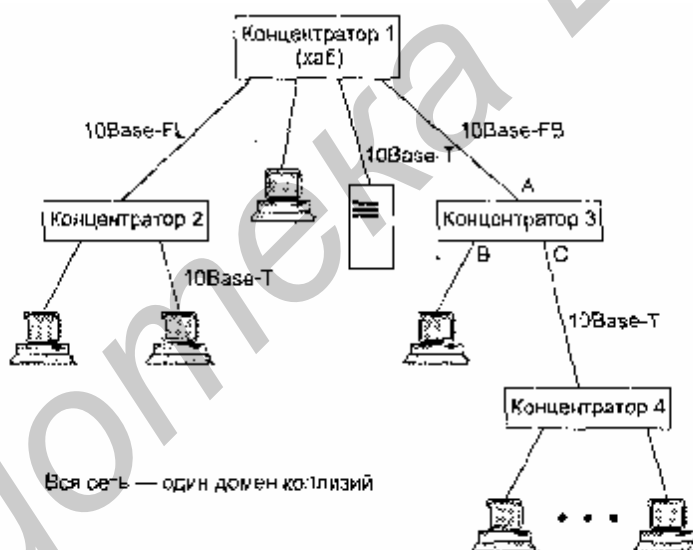 Концентратор 1
(хаб)
10Base-FL
10Base-FB
10Base-T
A
Концентратор 2
Концентратор 3
B
C
10Base-T
10Base-T
Концентратор 4
Вся сеть — один домен коллизий